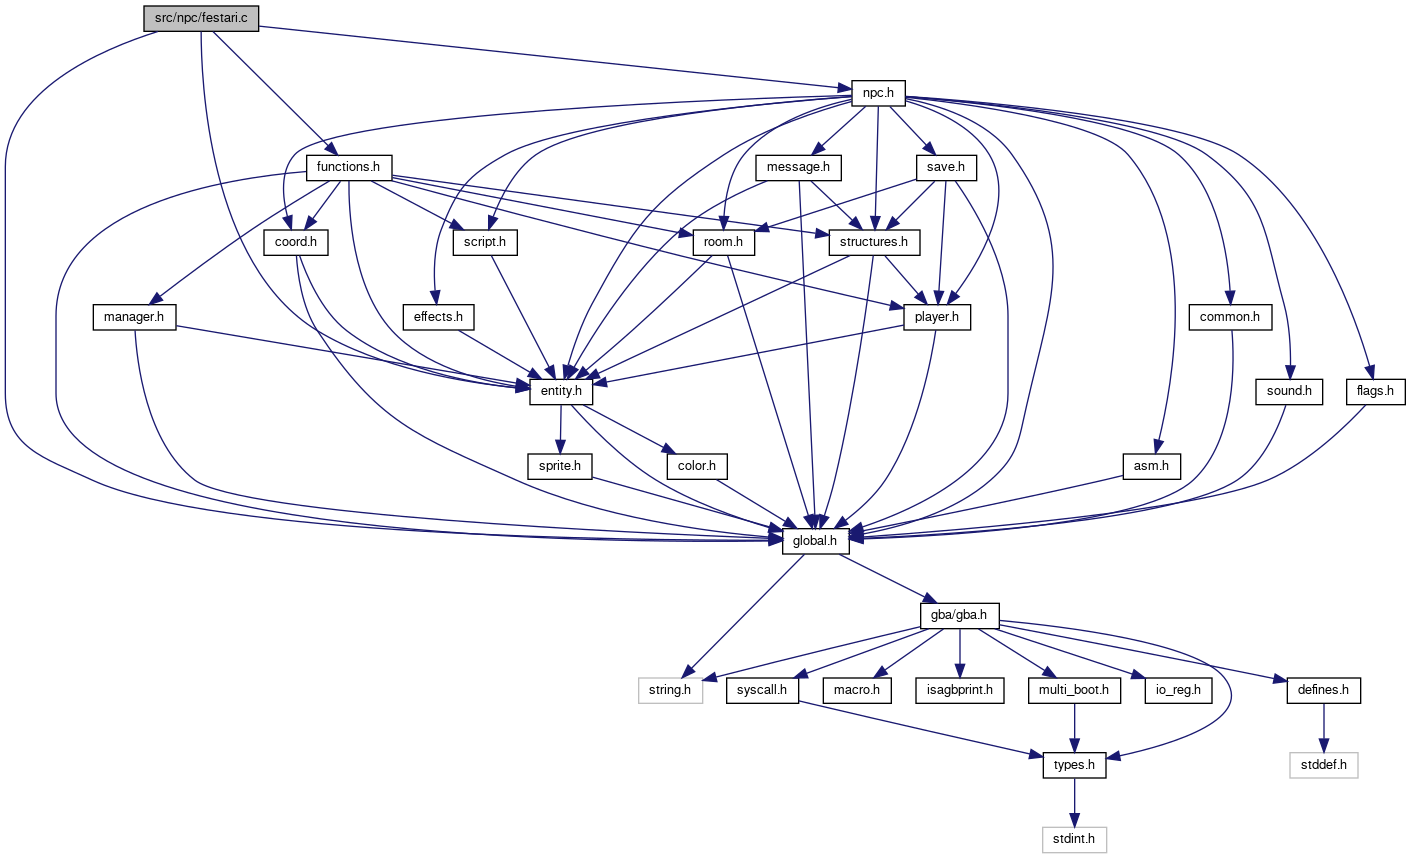 src/npc/festari.c
npc.h
functions.h
message.h
save.h
coord.h
script.h
room.h
structures.h
manager.h
effects.h
player.h
common.h
entity.h
sound.h
flags.h
sprite.h
color.h
asm.h
global.h
gba/gba.h
string.h
syscall.h
macro.h
isagbprint.h
multi_boot.h
io_reg.h
defines.h
types.h
stddef.h
stdint.h